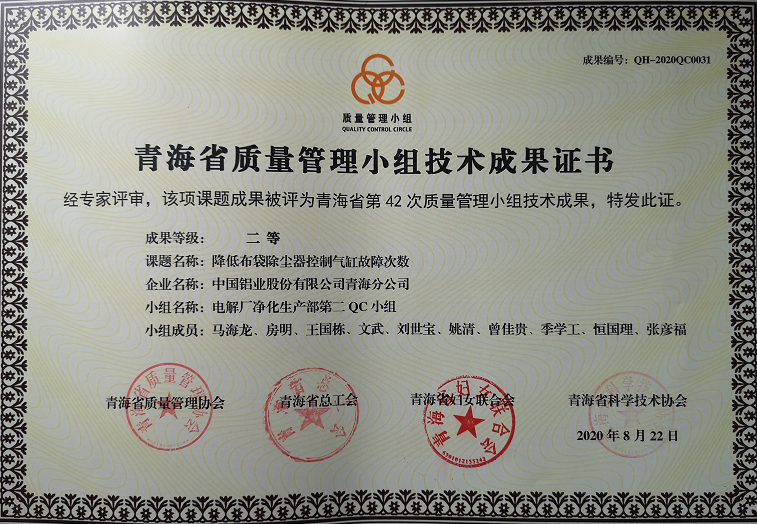 成果编号：QH-2020QC0031
质量管理小组
QUALITY CONTROL CIRCLE
青海省质量管理小组技术成果证书
经专家评审，该项课题成果被评为青海省第 42 次质量管理小组技术成果，特发此证。
成果等级： 二 等
课题名称：降低布袋除尘器控制气缸故障次数
企业名称：中国铝业股份有限公司青海分公司
小组名称：电解厂净化生产部第二 QC 小组
小组成员：马海龙、房明、王国栋、文武、刘世宝、姚清、曾佳贵、季学工、恒国理、张彦福
青海省质量管理协会 青海省总工会 青海省妇女联合会 青海省科学技术协会
2020 年 8 月 22 日